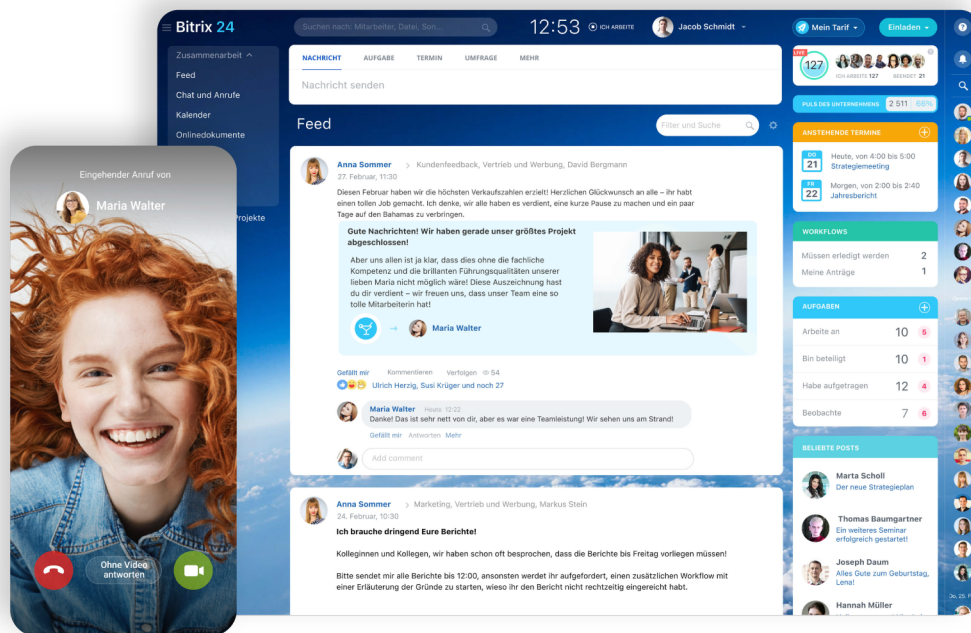 Bitrix 24
Suchen nach: Mitarbeiter, Datei, Son...
12:53
ICH ARBEITE
Jacob Schmidt
Mein Tarif
Einladen
Zusammenarbeit
Feed
Chat und Anrufe
Kalender
Onlinedokumente
Projekte
Eingehender Anruf von
Maria Walter
Ohne Video
antworten
NACHRICHT AUFGABE TERMIN UMFRAGE MEHR
Nachricht senden
Feed
Filter und Suche
Anna Sommer > Kundenfeedback, Vertrieb und Werbung, David Bergmann
27. Februar, 11:30
Diesen Februar haben wir die höchsten Verkaufszahlen erzielt! Herzlichen Glückwunsch an alle – ihr habt
einen tollen Job gemacht. Ich denke, wir alle haben es verdient, eine kurze Pause zu machen und ein paar
Tage auf den Bahamas zu verbringen.
Gute Nachrichten! Wir haben gerade unser größtes Projekt
abgeschlossen!
Aber uns allen ist ja klar, dass dies ohne die fachliche
Kompetenz und die brillanten Führungsqualitäten unserer
lieben Maria nicht möglich wäre! Diese Auszeichnung hast
du dir verdient – wir freuen uns, dass unser Team eine so
tolle Mitarbeiterin hat!
Maria Walter
Gefällt mir Kommentieren Verfolgen 54
Ulrich Herzig, Susi Krüger und noch 27
Maria Walter Heute 12:22
Danke! Das ist sehr nett von dir, aber es war eine Teamleistung! Wir sehen uns am Strand!
Gefällt mir Antworten Mehr
Add comment
Anna Sommer > Marketing, Vertrieb und Werbung, Markus Stein
24. Februar, 10:30
Ich brauche dringend Eure Berichte!
Kolleginnen und Kollegen, wir haben schon oft besprochen, dass die Berichte bis Freitag vorliegen müssen!
Bitte sendet mir alle Berichte bis 12:00, ansonsten werdet ihr aufgefordert, einen zusätzlichen Workflow mit
einer Erläuterung der Gründe zu starten, wieso ihr den Bericht nicht rechtzeitig eingereicht habt.
LIVE
127
ICH ARBEITE 127 BEENDET 21
PULS DES UNTERNEHMENS 2 511 66%
ANSTEHENDE TERMINE
DO
21
Heute, von 4:00 bis 5:00
Strategiemeeting
FR
22
Morgen, von 2:00 bis 2:40
Jahresbericht
WORKFLOWS
Müssen erledigt werden 2
Meine Anträge 1
AUFGABEN
Arbeite an 10 5
Bin beteiligt 10 1
Habe aufgetragen 12 4
Beobachte 7 6
BELIEBTE POSTS
Marta Scholl
Der neue Strategieplan
Thomas Baumgartner
Ein weiteres Seminar
erfolgreich gestartet!
Joseph Daum
Alles Gute zum Geburtstag,
Lena!
Hannah Müller